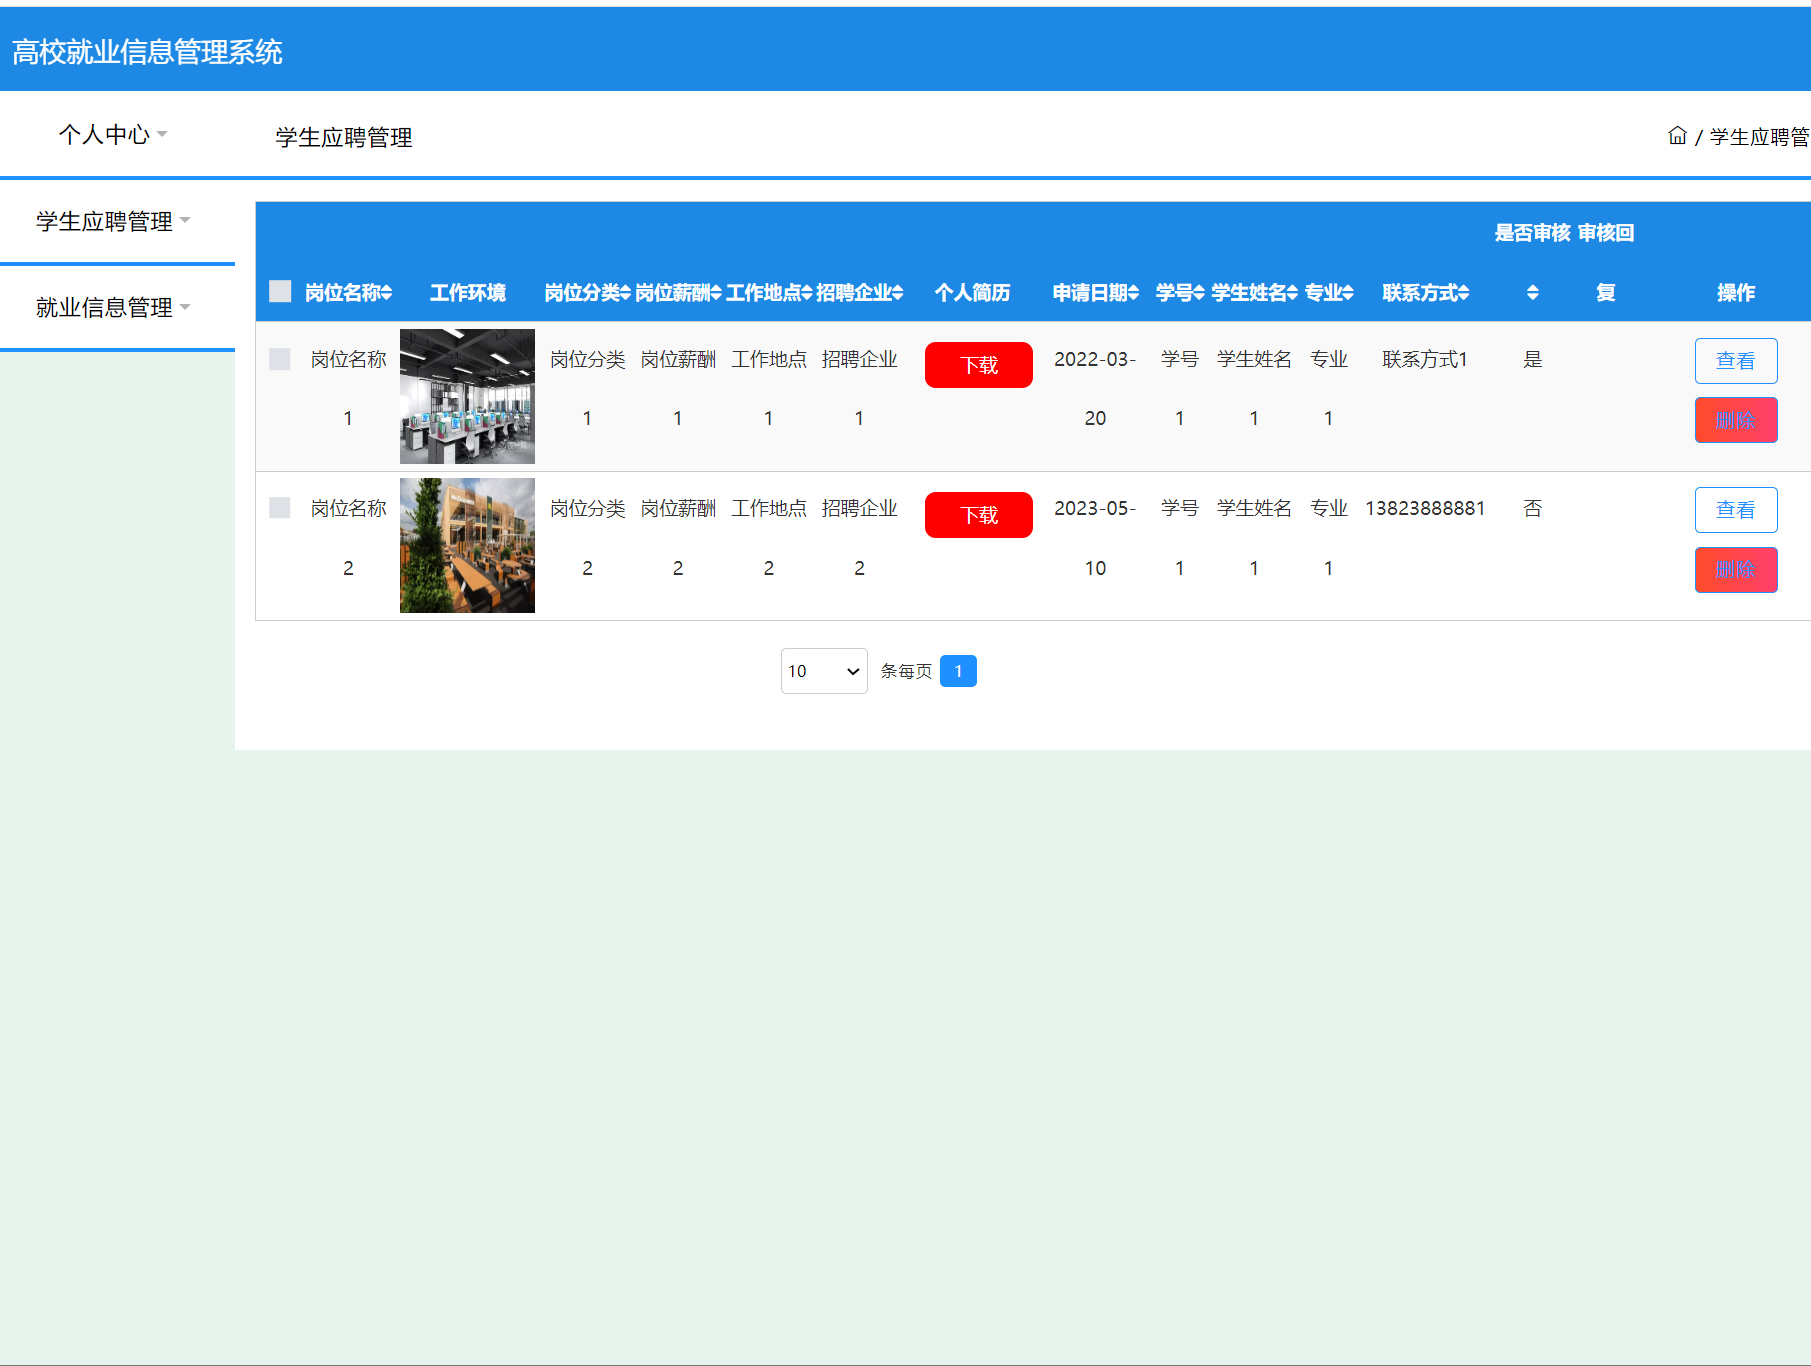 高校就业信息管理系统
个人中心
学生应聘管理
/ 学生应聘管
学生应聘管理
就业信息管理
岗位名称 工作环境 岗位分类 岗位薪酬 工作地点 招聘企业 个人简历 申请日期 学号 学生姓名 专业 联系方式 是否审核 审核回复 操作
岗位名称1 岗位分类1 岗位薪酬1 工作地点1 招聘企业1 下载 2022-03-20 学号1 学生姓名1 专业1 联系方式1 是 查看
删除
岗位名称2 岗位分类2 岗位薪酬2 工作地点2 招聘企业2 下载 2023-05-10 学号1 学生姓名1 专业1 13823888881 否 查看
删除
10 条每页 1